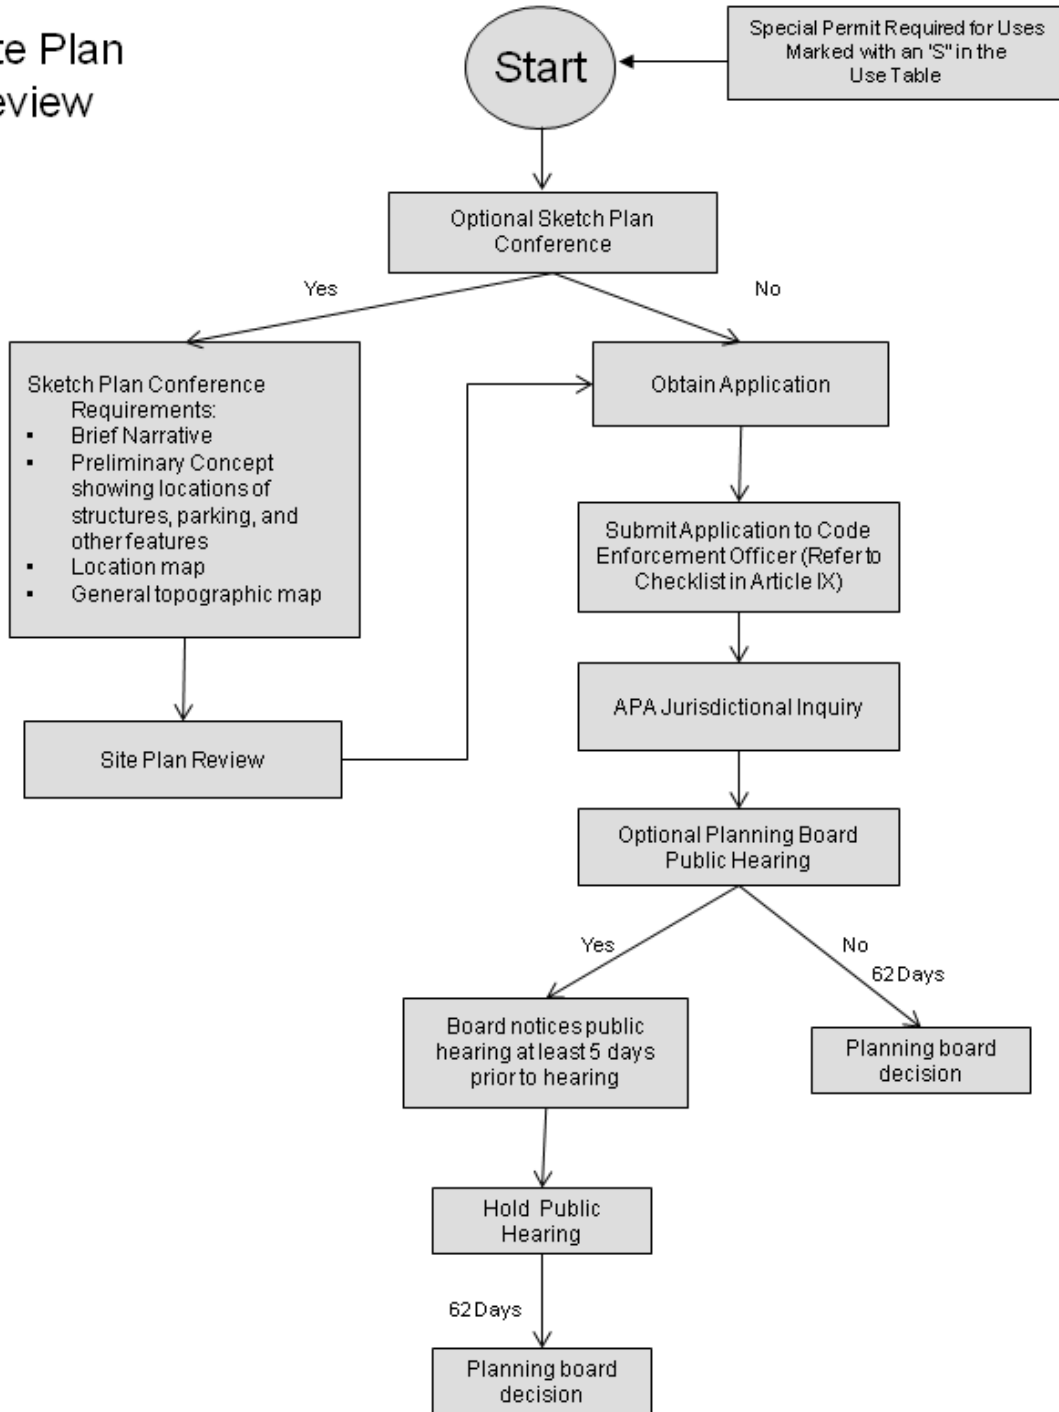 te Plan
eview
Start
Special Permit Required for Uses
Marked with an 'S" in the
Use Table
Optional Sketch Plan
Conference
Yes
No
Sketch Plan Conference
Requirements:
▪ Brief Narrative
▪ Preliminary Concept
showing locations of
structures, parking, and
other features
▪ Location map
▪ General topographic map
Obtain Application
Submit Application to Code
Enforcement Officer (Refer to
Checklist in Article IX)
APA Jurisdictional Inquiry
Site Plan Review
Optional Planning Board
Public Hearing
Yes
No
62 Days
Board notices public
hearing at least 5 days
prior to hearing
Planning board
decision
Hold Public
Hearing
62 Days
Planning board
decision